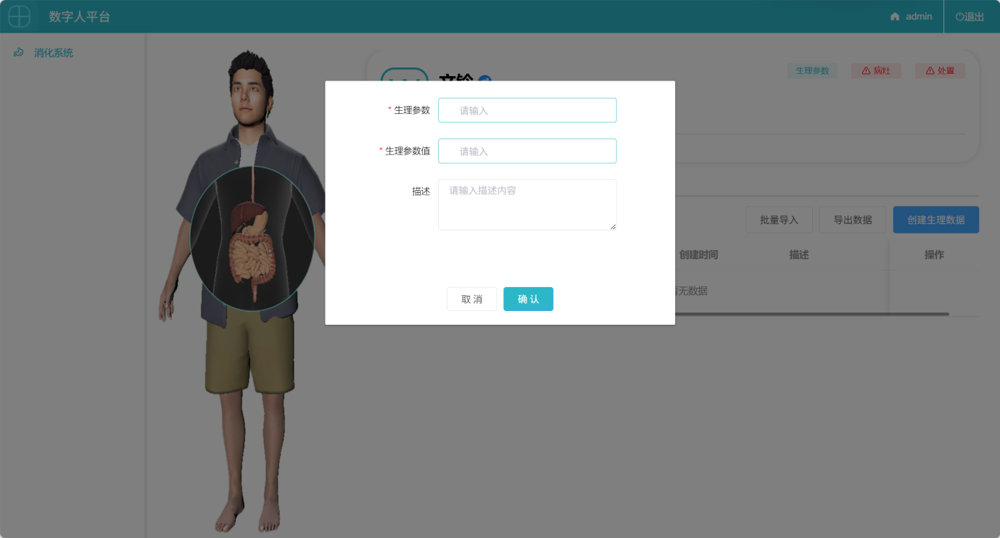 数字人平台
admin
退出
消化系统
生理参数
病灶
处置
* 生理参数
请输入
* 生理参数值
请输入
描述
请输入描述内容
取 消
确 认
批量导入
导出数据
创建生理数据
创建时间
描述
操作
无数据